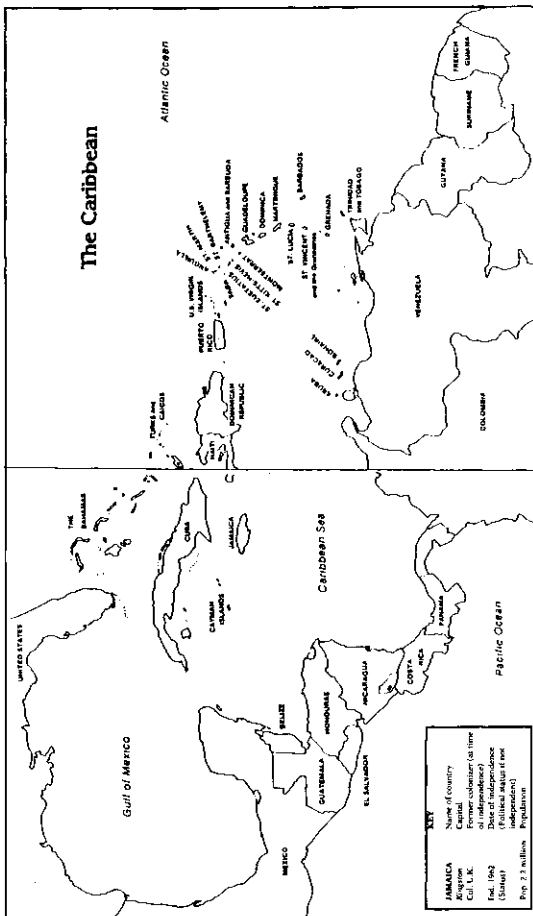 The Caribbean
Atlantic Ocean
UNITED STATES
Gulf of Mexico
THE
BAHAMAS
TURKS and
CAICOS
CUBA
CAYMAN
ISLANDS
JAMAICA
HAITI
DOMINICAN
REPUBLIC
PUERTO
RICO
U.S. VIRGIN
ISLANDS
ANGUILLA
ST. MARTIN
ST. BARTHELEMY
ANTIGUA and BARBUDA
SABA
ST. EUSTATIUS
ST. KITTS-NEVIS
MONTSERRAT
GUADELOUPE
DOMINICA
MARTINIQUE
ST. LUCIA
BARBADOS
ST. VINCENT
and the Grenadines
GRENADA
TRINIDAD
and TOBAGO
ARUBA
CURACAO
BONAIRE
Caribbean Sea
MEXICO
BELIZE
GUATEMALA
HONDURAS
EL SALVADOR
NICARAGUA
COSTA
RICA
PANAMA
Pacific Ocean
COLOMBIA
VENEZUELA
GUYANA
SURINAME
FRENCH
GUIANA
KEY
JAMAICA Name of country
Kingston Capital
Col. U.K. Former colonizer (at time
of independence)
Ind. 1962 Date of independence
(Status) (Political status if not
independent)
Pop. 2.2 million Population